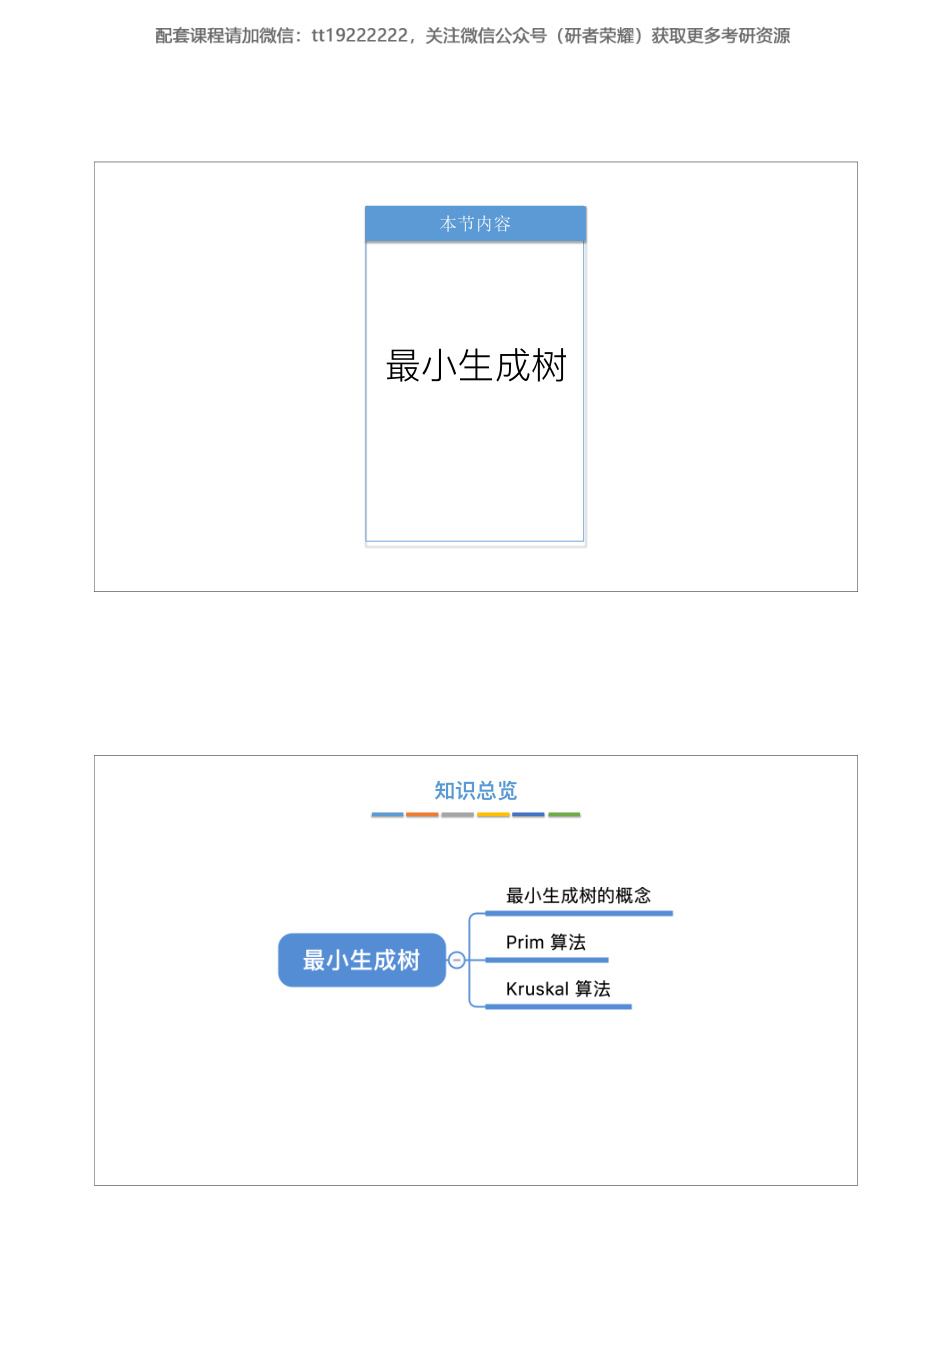 配套课程请加微信：tt19222222，关注微信公众号（研者荣耀）获取更多考研资源
本节内容
最小生成树
知识总览
最小生成树的概念
最小生成树
Prim 算法
Kruskal 算法